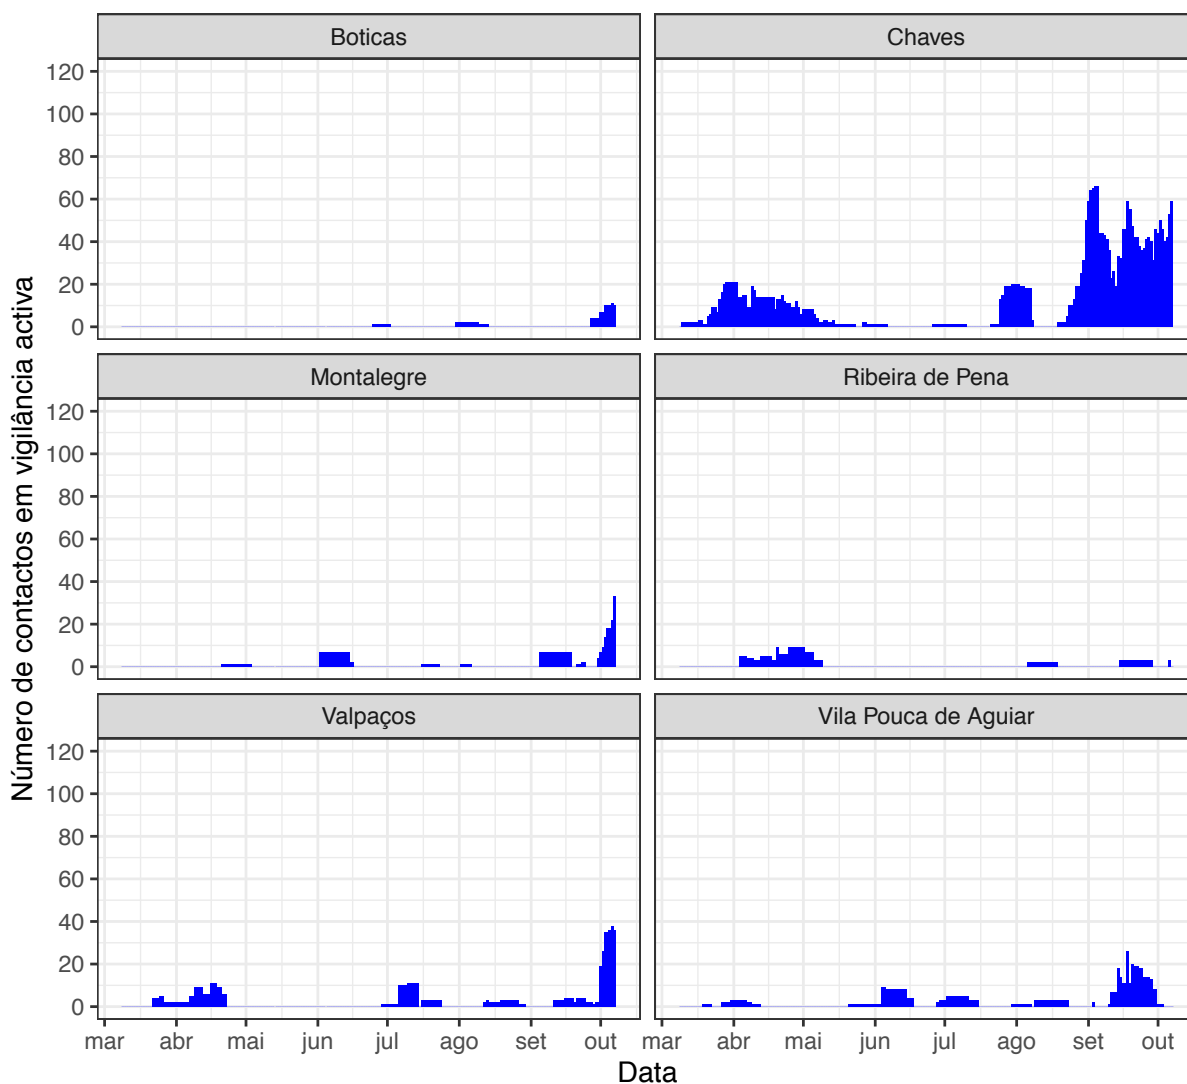 Boticas
Chaves
120
100
80
60
40
20
0
Montalegre
Ribeira de Pena
120
100
80
60
40
20
0
Valpaços
Vila Pouca de Aguiar
120
100
80
60
40
20
0
mar abr mai jun jul ago set out
mar abr mai jun jul ago set out
Data
Número de contactos em vigilância activa